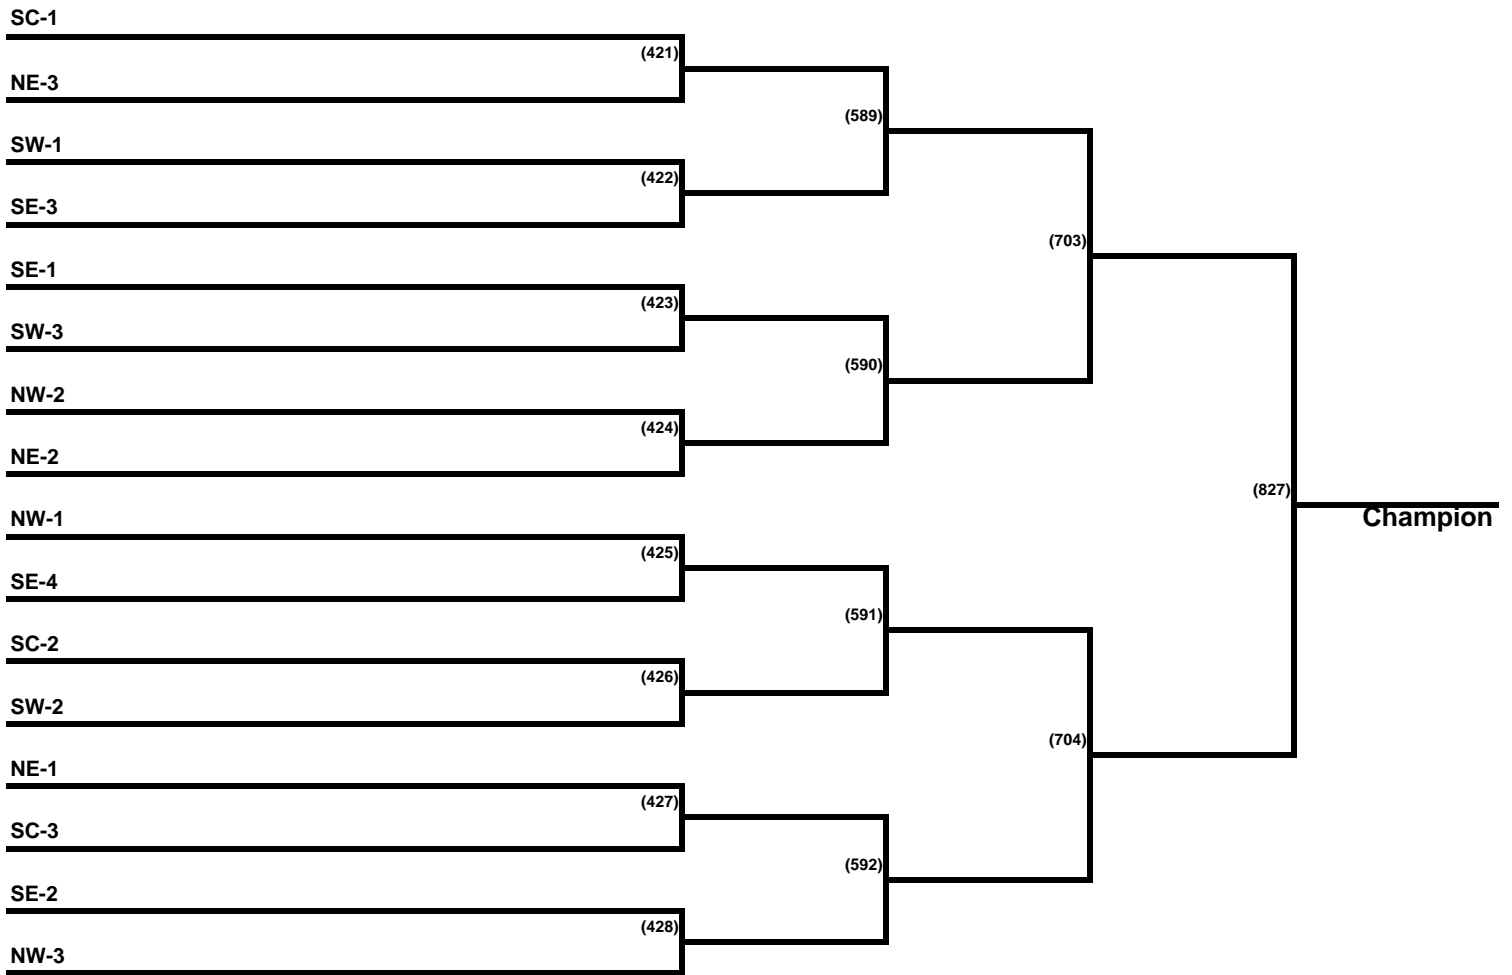 SC-1
(421)
NE-3
(589)
SW-1
(422)
SE-3
(703)
SE-1
(423)
SW-3
(590)
NW-2
(424)
NE-2
(827)
Champion
NW-1
(425)
SE-4
(591)
SC-2
(426)
SW-2
(704)
NE-1
(427)
SC-3
(592)
SE-2
(428)
NW-3